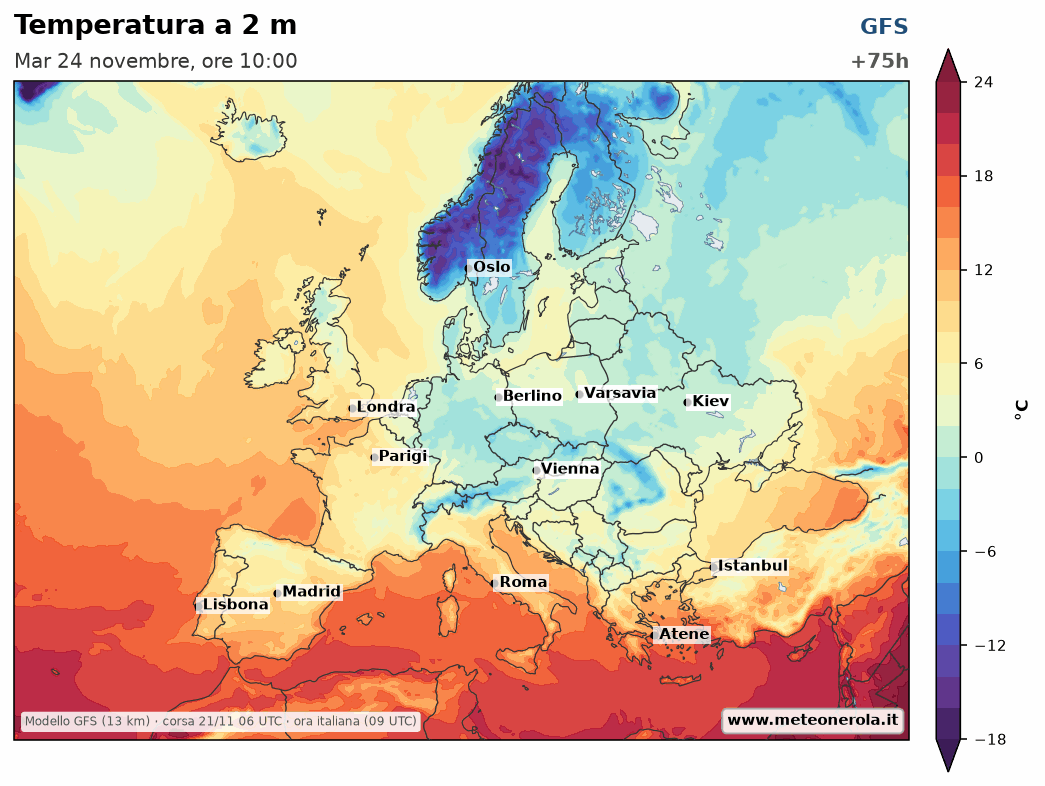 Temperatura a 2 m
GFS
Mar 24 novembre, ore 10:00
+75h
24
18
12
6
0
−6
−12
−18
°C
Oslo
Berlino
Varsavia
Kiev
Londra
Parigi
Vienna
Istanbul
Roma
Madrid
Lisbona
Atene
Modello GFS (13 km) · corsa 21/11 06 UTC · ora italiana (09 UTC)
www.meteonerola.it